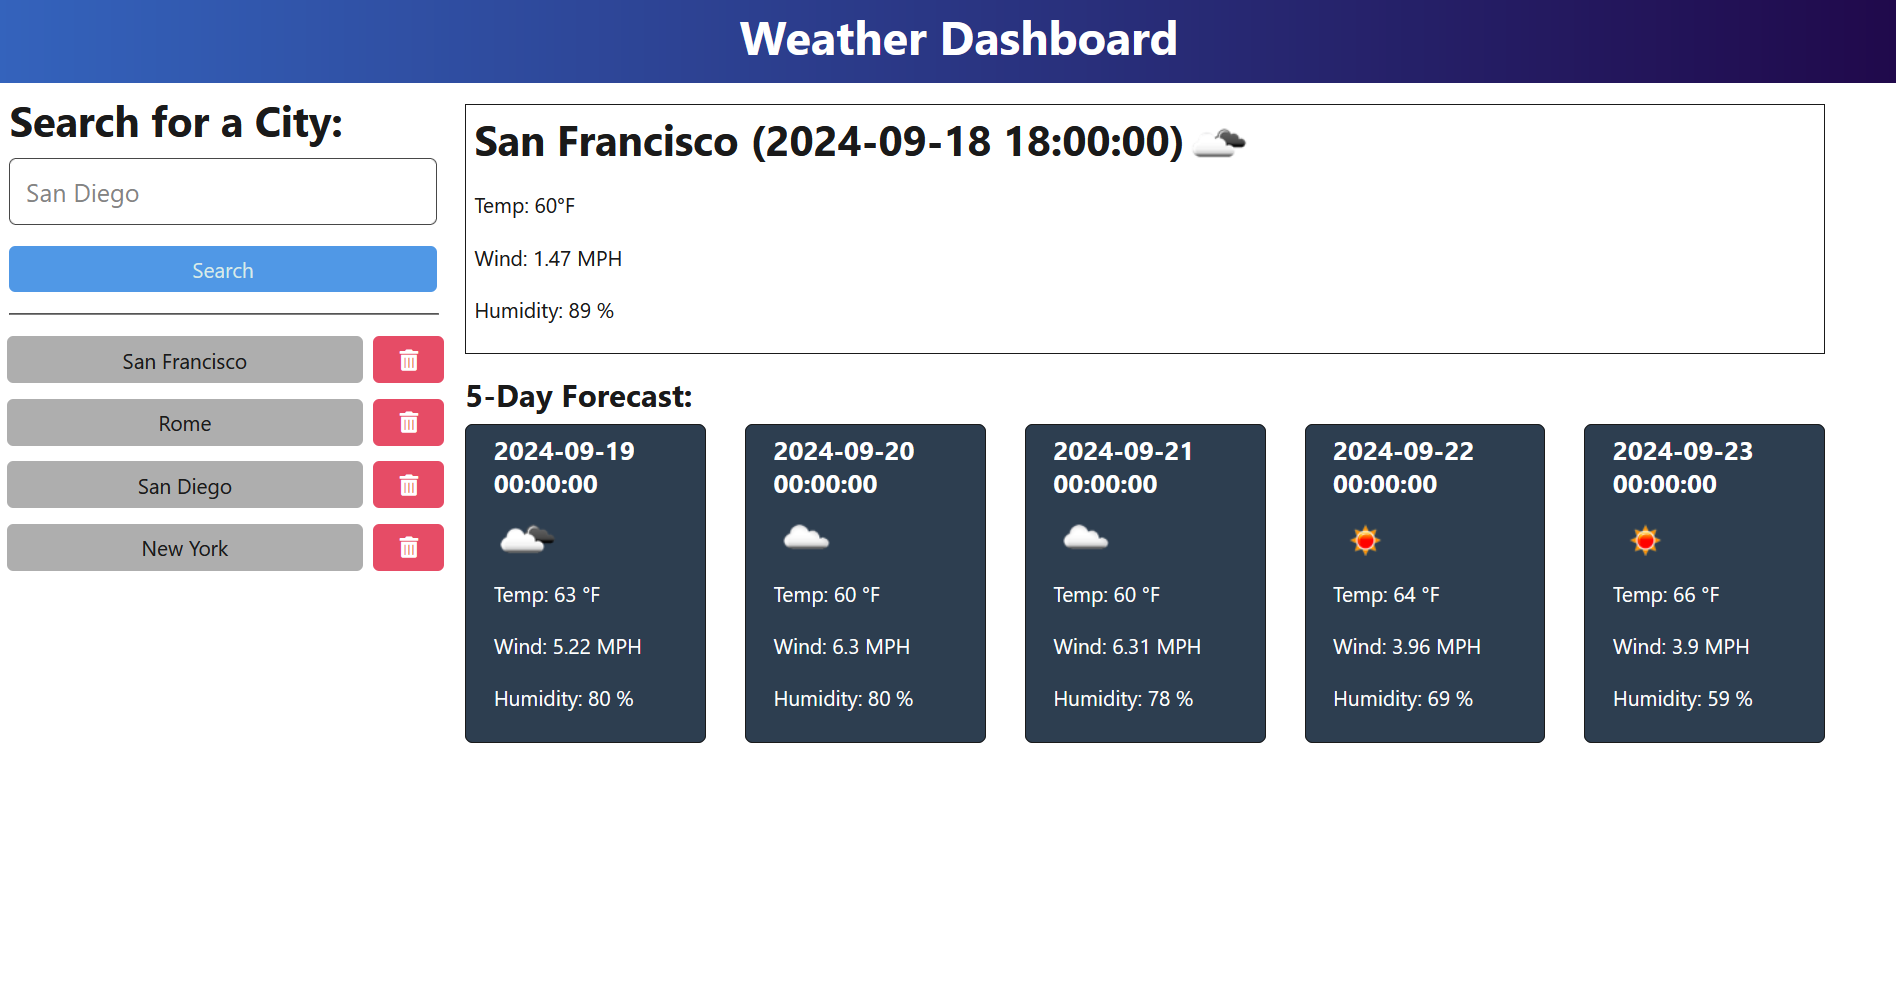 Weather Dashboard
Search for a City:
San Diego
Search
San Francisco
Rome
San Diego
New York
San Francisco (2024-09-18 18:00:00)
Temp: 60°F
Wind: 1.47 MPH
Humidity: 89 %
5-Day Forecast:
2024-09-19
00:00:00
Temp: 63 °F
Wind: 5.22 MPH
Humidity: 80 %
2024-09-20
00:00:00
Temp: 60 °F
Wind: 6.3 MPH
Humidity: 80 %
2024-09-21
00:00:00
Temp: 60 °F
Wind: 6.31 MPH
Humidity: 78 %
2024-09-22
00:00:00
Temp: 64 °F
Wind: 3.96 MPH
Humidity: 69 %
2024-09-23
00:00:00
Temp: 66 °F
Wind: 3.9 MPH
Humidity: 59 %